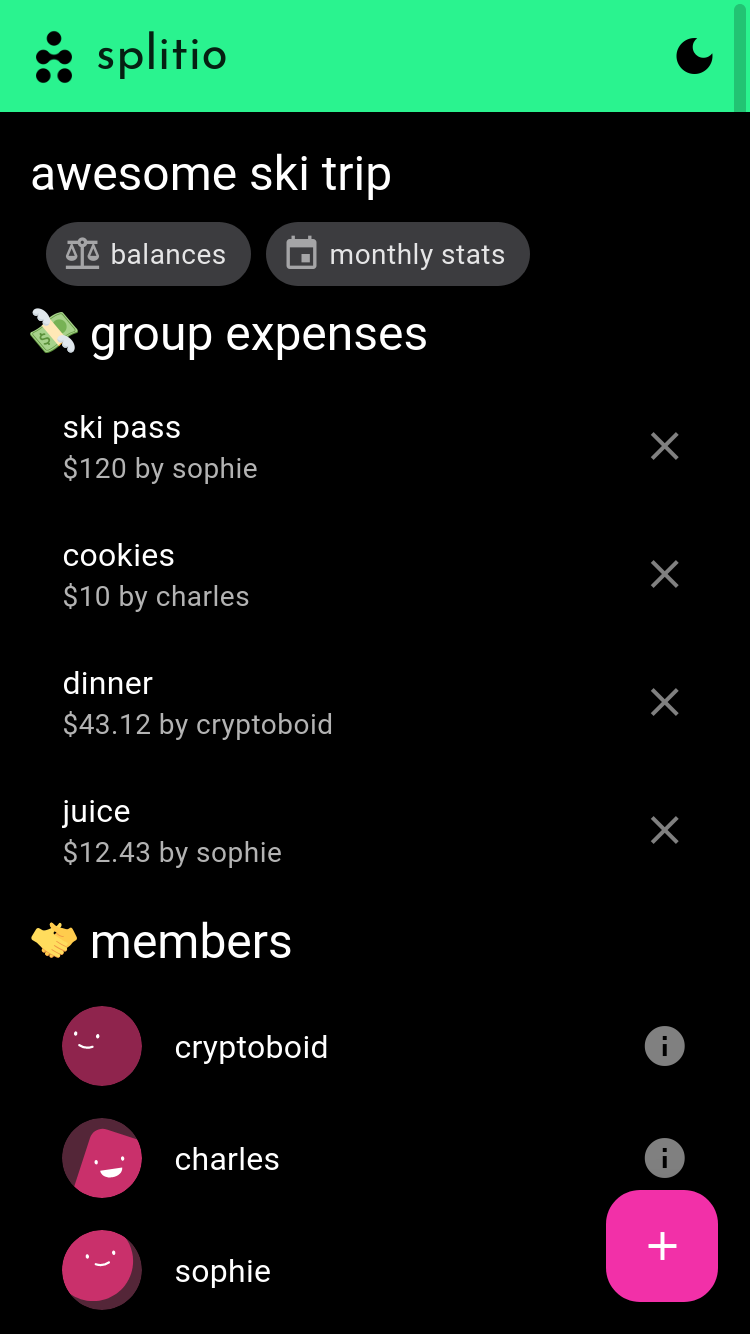 splitio
awesome ski trip
balances
monthly stats
group expenses
ski pass
$120 by sophie
cookies
$10 by charles
dinner
$43.12 by cryptoboid
juice
$12.43 by sophie
members
cryptoboid
charles
sophie